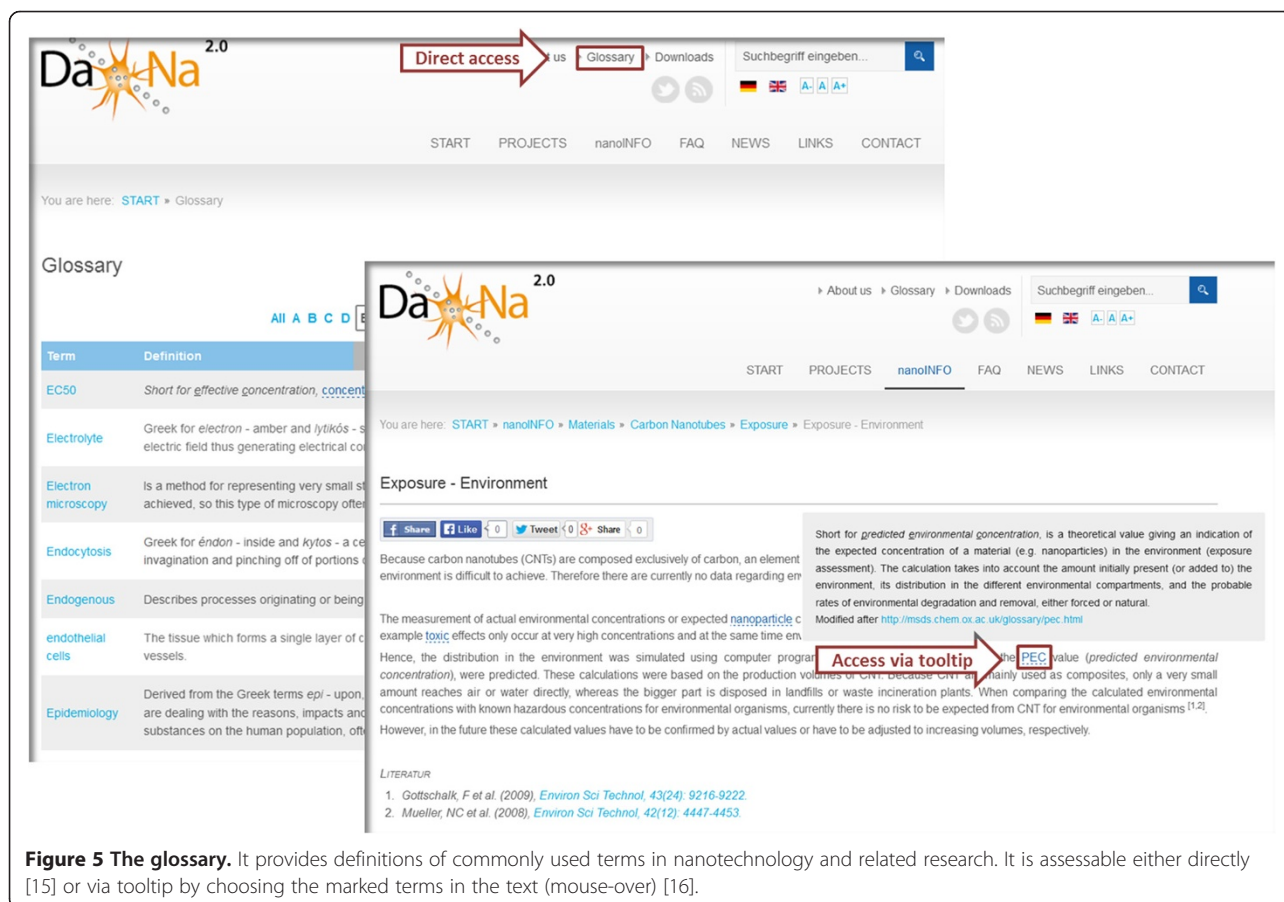 Da Na 2.0
Direct access
t us Glossary Downloads
Suchbegriff eingeben...
A- A A+
START PROJECTS nanoINFO FAQ NEWS LINKS CONTACT
You are here: START » Glossary
Glossary
All A B C D E
Term Definition
EC50 Short for effective concentration, concent
Electrolyte Greek for electron - amber and lytikós - s
electric field thus generating electrical co
Electron microscopy Is a method for representing very small st
achieved, so this type of microscopy ofte
Endocytosis Greek for éndon - inside and kytos - a ce
invagination and pinching off of portions
Endogenous Describes processes originating or being
endothelial cells The tissue which forms a single layer of c
vessels.
Epidemiology Derived from the Greek terms epi - upon,
are dealing with the reasons, impacts and
substances on the human population, oft
Da Na 2.0
About us Glossary Downloads
Suchbegriff eingeben...
A- A A+
START PROJECTS nanoINFO FAQ NEWS LINKS CONTACT
You are here: START » nanoINFO » Materials » Carbon Nanotubes » Exposure » Exposure - Environment
Exposure - Environment
f Share Like 0 Tweet 0 8+ Share 0
Because carbon nanotubes (CNTs) are composed exclusively of carbon, an element
environment is difficult to achieve. Therefore there are currently no data regarding en
The measurement of actual environmental concentrations or expected nanoparticle c
example toxic effects only occur at very high concentrations and at the same time en
Short for predicted environmental concentration, is a theoretical value giving an indication of
the expected concentration of a material (e.g. nanoparticles) in the environment (exposure
assessment). The calculation takes into account the amount initially present (or added to) the
environment, its distribution in the different environmental compartments, and the probable
rates of environmental degradation and removal, either forced or natural.
Modified after http://msds.chem.ox.ac.uk/glossary/pec.html
Hence, the distribution in the environment was simulated using computer progra Access via tooltip the PEC value (predicted environmental
concentration), were predicted. These calculations were based on the production volumes of CNT. Because CNT are mainly used as composites, only a very small
amount reaches air or water directly, whereas the bigger part is disposed in landfills or waste incineration plants. When comparing the calculated environmental
concentrations with known hazardous concentrations for environmental organisms, currently there is no risk to be expected from CNT for environmental organisms [1,2].
However, in the future these calculated values have to be confirmed by actual values or have to be adjusted to increasing volumes, respectively.
LITERATUR
1. Gottschalk, F et al. (2009), Environ Sci Technol, 43(24): 9216-9222.
2. Mueller, NC et al. (2008), Environ Sci Technol, 42(12): 4447-4453.
Figure 5 The glossary. It provides definitions of commonly used terms in nanotechnology and related research. It is assessable either directly
[15] or via tooltip by choosing the marked terms in the text (mouse-over) [16].